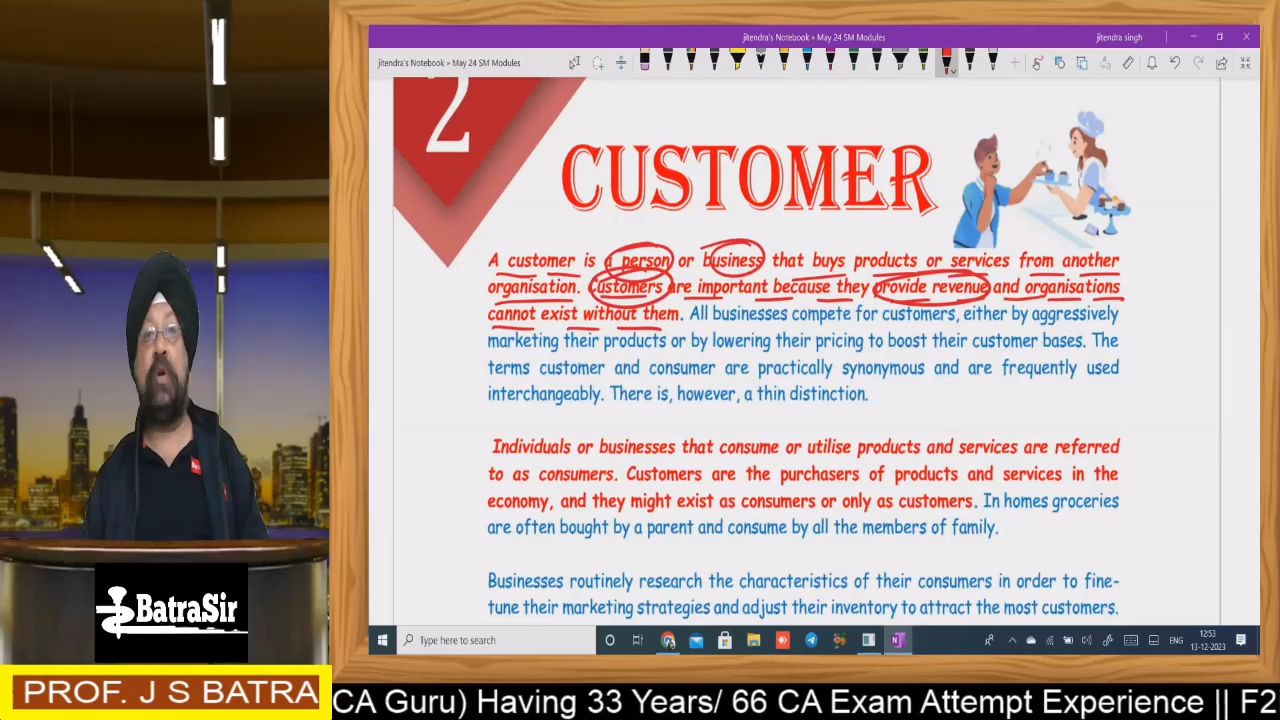 jitendra's Notebook » May 24 SM Modules
jitendra singh
jitendra's Notebook » May 24 SM Modules
2
CUSTOMER
A customer is a person or business that buys products or services from another
organisation. Customers are important because they provide revenue and organisations
cannot exist without them. All businesses compete for customers, either by aggressively
marketing their products or by lowering their pricing to boost their customer bases. The
terms customer and consumer are practically synonymous and are frequently used
interchangeably. There is, however, a thin distinction.
Individuals or businesses that consume or utilise products and services are referred
to as consumers. Customers are the purchasers of products and services in the
economy, and they might exist as consumers or only as customers. In homes groceries
are often bought by a parent and consume by all the members of family.
Businesses routinely research the characteristics of their consumers in order to fine-
tune their marketing strategies and adjust their inventory to attract the most customers.
Type here to search
ENG
12:53
13-12-2023
BatraSir
PROF. J S BATRA
CA Guru) Having 33 Years/ 66 CA Exam Attempt Experience || F2